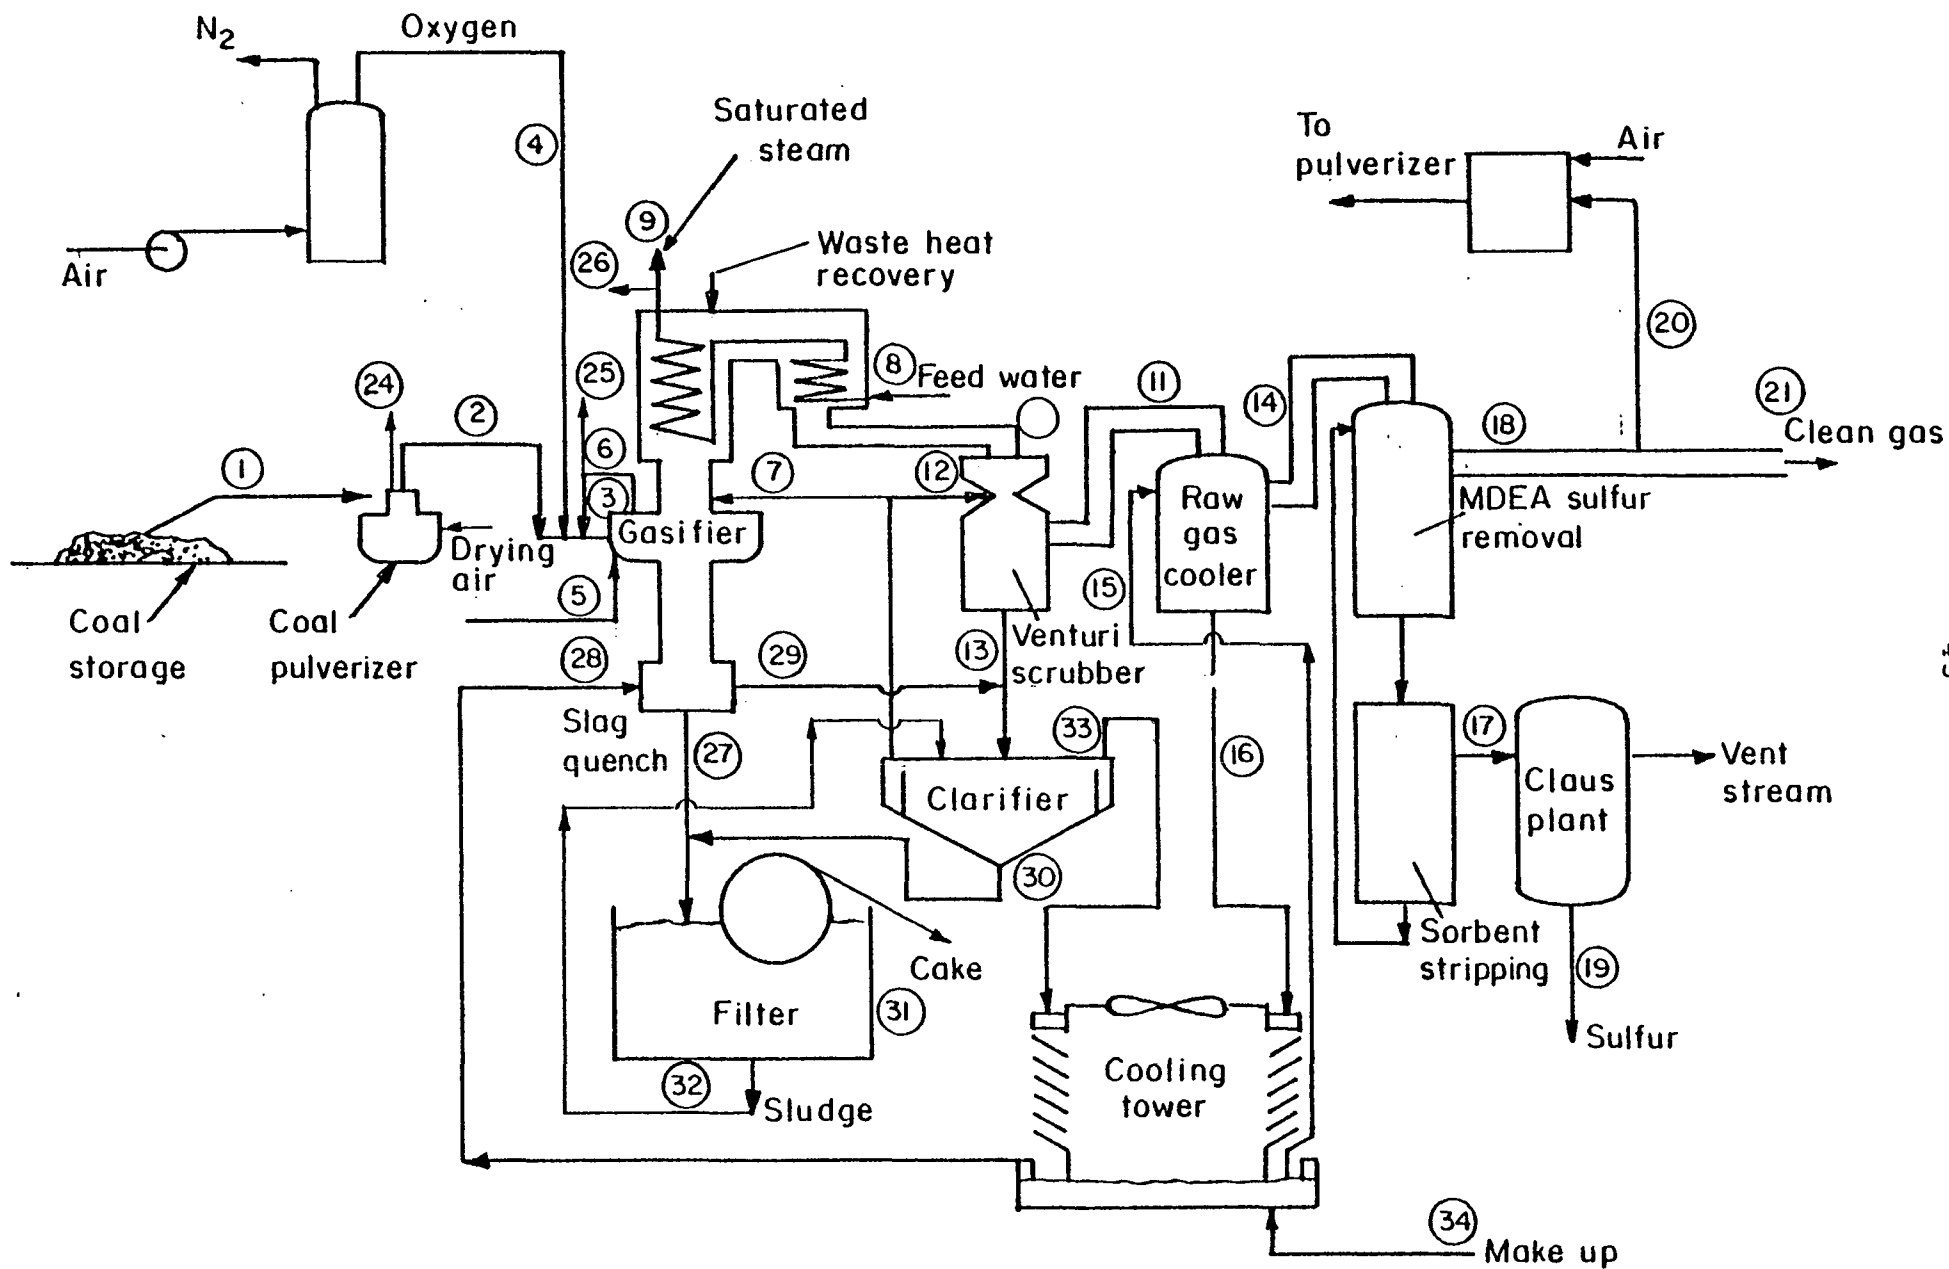 N2
Oxygen
Air
4
Saturated
steam
9
26
Waste heat
recovery
To
pulverizer
Air
20
24
2
25
6
3
8
Feed water
11
14
18
21
Clean gas
1
7
12
Gasifier
Raw
gas
cooler
MDEA sulfur
removal
Drying
air
5
15
Coal
storage
Coal
pulverizer
28
29
13
Venturi
scrubber
Slag
quench
27
33
16
17
Claus
plant
Vent
stream
Clarifier
30
Cake
Sorbent
stripping
19
Sulfur
Filter
31
32
Sludge
Cooling
tower
34
Make up